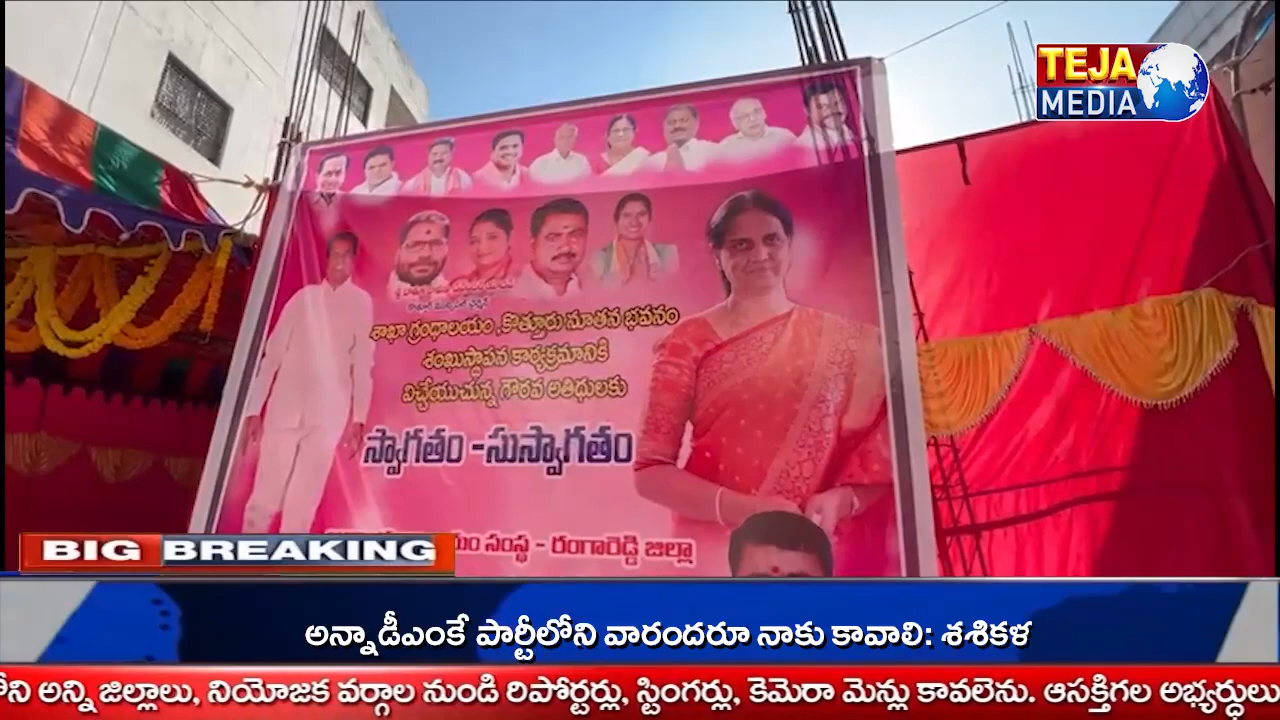 TEJA
MEDIA
శాఖా గ్రంథాలయం ,కొత్తూరు నూతన భవనం
శంఖుస్థాపన కార్యక్రమానికి
విచ్చేయుచున్న గౌరవ అతిధులకు
స్వాగతం -సుస్వాగతం
సంస్థ - రంగారెడ్డి జిల్లా
BIG BREAKING
అన్నాడీఎంకే పార్టీలోని వారందరూ నాకు కావాలి: శశికళ
అన్ని జిల్లాలు, నియోజక వర్గాల నుండి రిపోర్టర్లు, స్టింగర్లు, కెమెరా మెన్లు కావలెను. ఆసక్తిగల అభ్యర్థులు